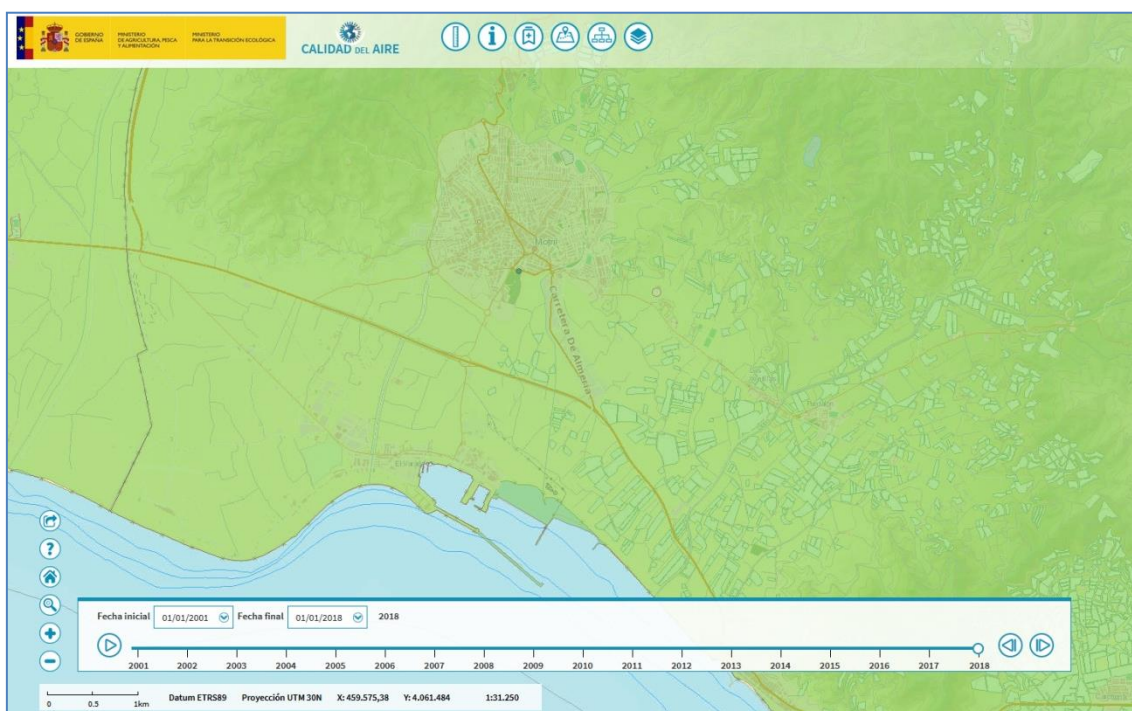 GOBIERNO
DE ESPAÑA
MINISTERIO
DE AGRICULTURA, PESCA
Y ALIMENTACIÓN
MINISTERIO
PARA LA TRANSICIÓN ECOLÓGICA
CALIDAD DEL AIRE
Motril
Carretera De Almería
Fecha inicial 01/01/2001 Fecha final 01/01/2018 2018
2001 2002 2003 2004 2005 2006 2007 2008 2009 2010 2011 2012 2013 2014 2015 2016 2017 2018
0 0.5 1km
Datum ETRS89 Proyección UTM 30N X: 459.575,38 Y: 4.061.484 1:31.250